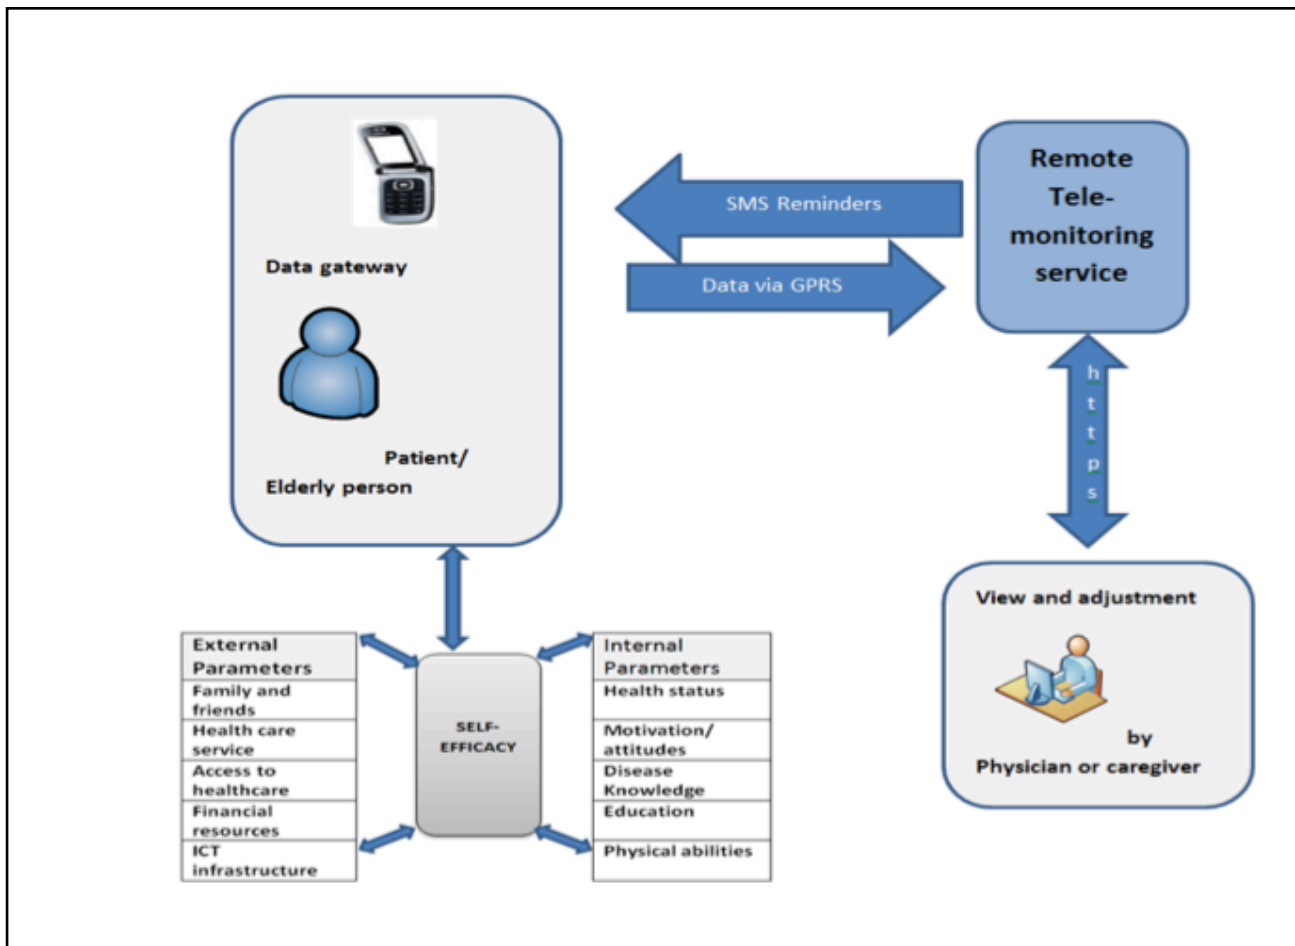 Data gateway
Patient/
Elderly person
SMS Reminders
Data via GPRS
Remote
Tele-
monitoring
service
h
t
t
p
s
View and adjustment
by
Physician or caregiver
External
Parameters
Family and
friends
Health care
service
Access to
healthcare
Financial
resources
ICT
infrastructure
SELF-
EFFICACY
Internal
Parameters
Health status
Motivation/
attitudes
Disease
Knowledge
Education
Physical abilities